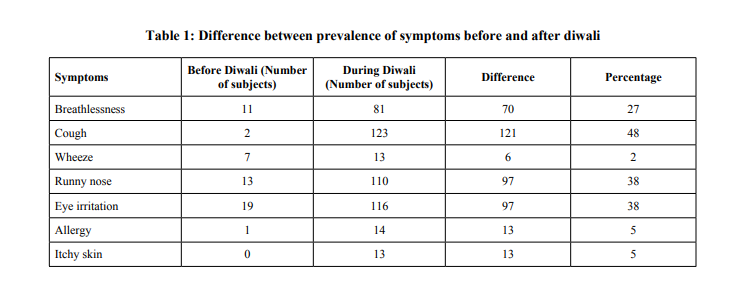 Table 1: Difference between prevalence of symptoms before and after diwali
Symptoms Before Diwali (Number of subjects) During Diwali (Number of subjects) Difference Percentage
Breathlessness 11 81 70 27
Cough 2 123 121 48
Wheeze 7 13 6 2
Runny nose 13 110 97 38
Eye irritation 19 116 97 38
Allergy 1 14 13 5
Itchy skin 0 13 13 5